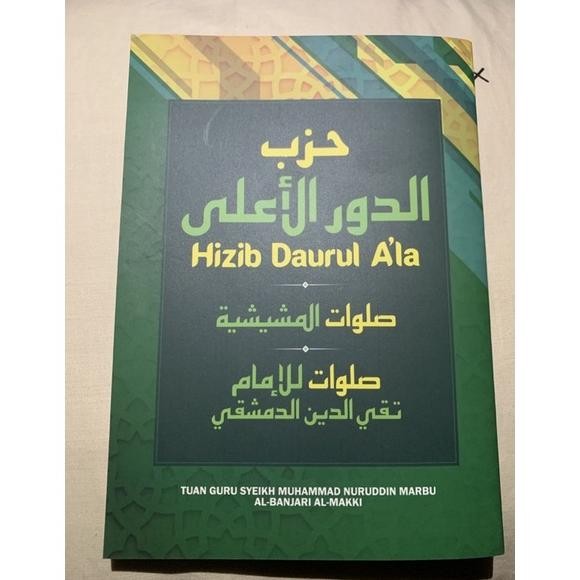 حزب
الدور الأعلى
Hizib Daurul A'la
صلوات المشيشية
صلوات للإمام
تقي الدين الدمشقي
TUAN GURU SYEIKH MUHAMMAD NURUDDIN MARBU
AL-BANJARI AL-MAKKI